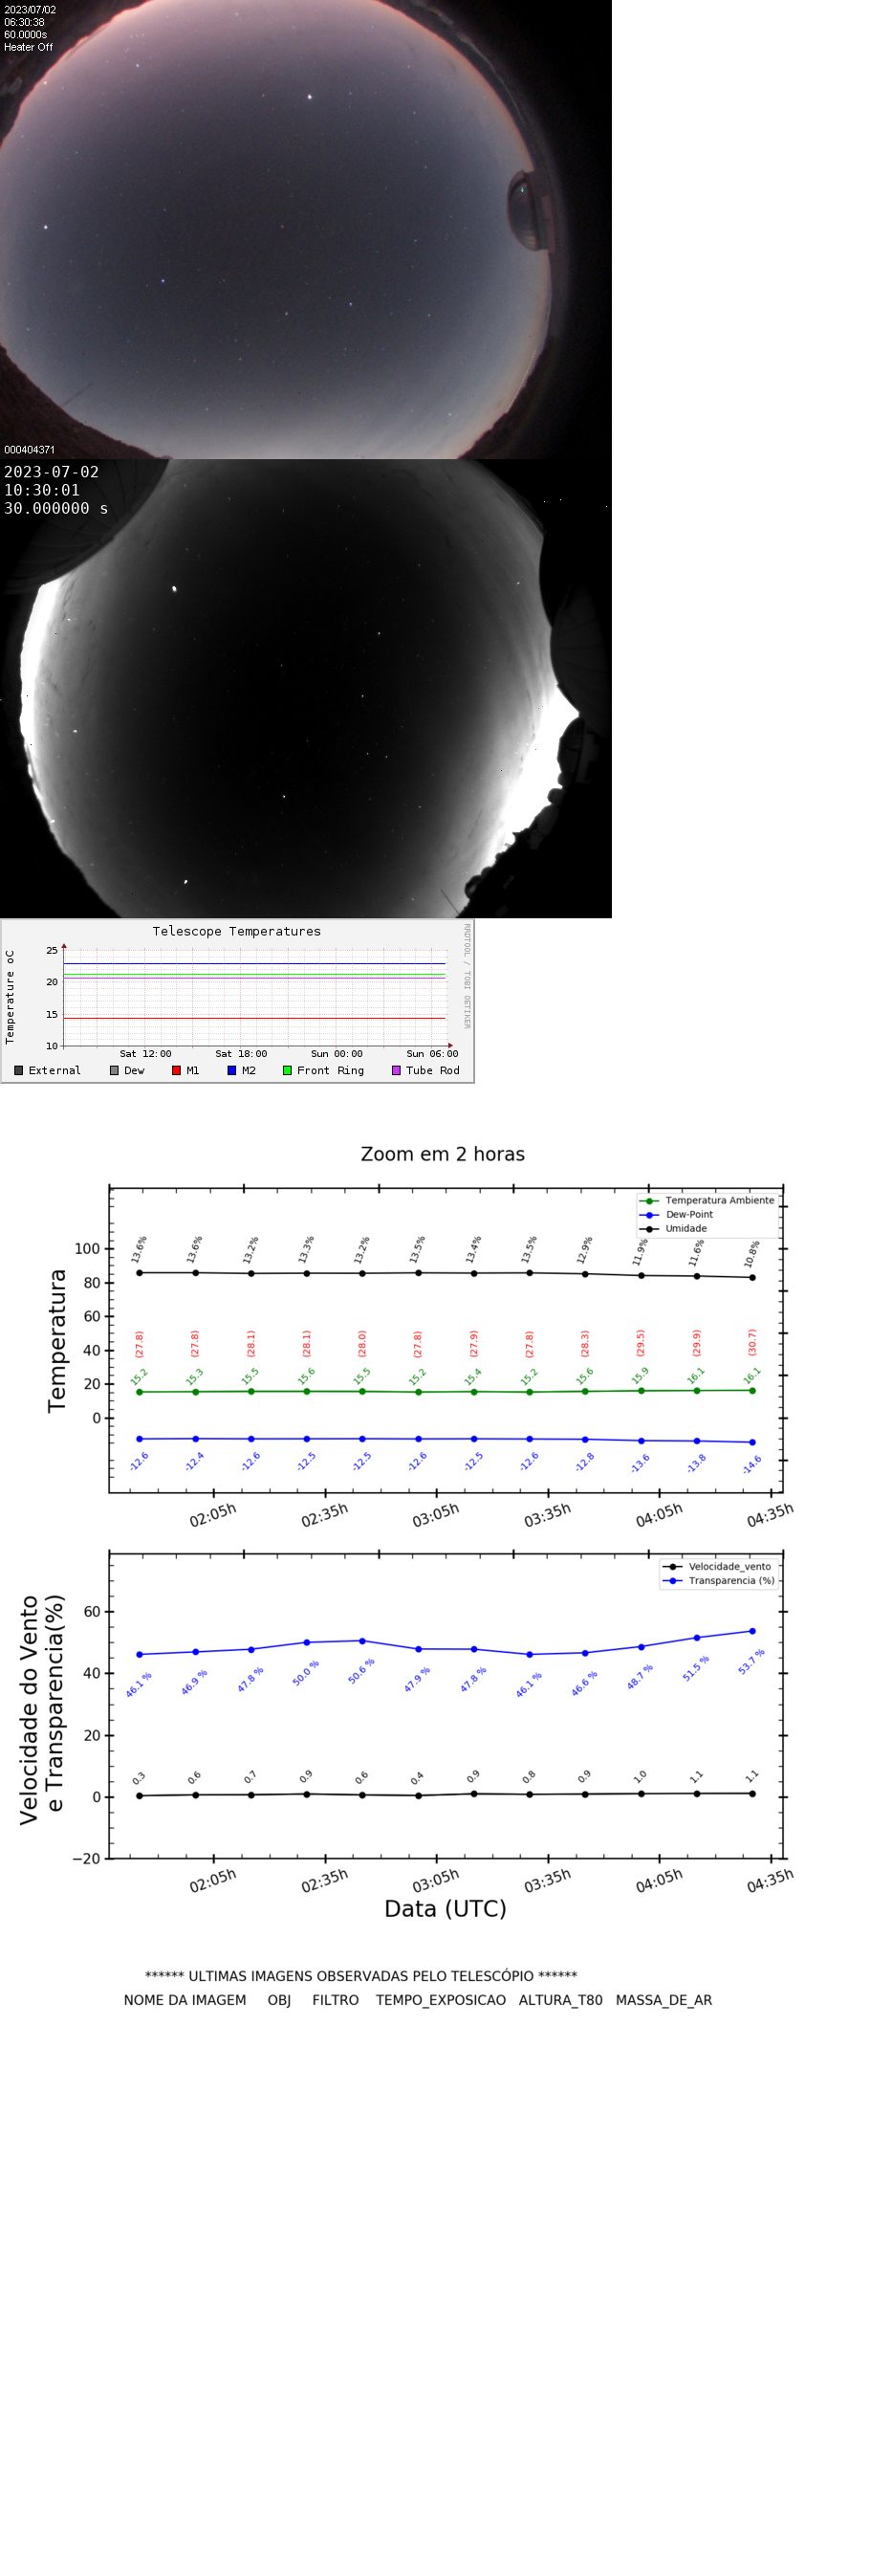 2023/07/02
06:30:38
60.0000s
Heater Off
000404371
2023-07-02
10:30:01
30.000000 s
Telescope Temperatures
RRDTOOL / TOBI OETIKER
Temperature oC
25
20
15
10
Sat 12:00 Sat 18:00 Sun 00:00 Sun 06:00
External Dew M1 M2 Front Ring Tube Rod
Zoom em 2 horas
Temperatura Ambiente
Dew-Point
Umidade
Temperatura
100
80
60
40
20
0
13.6% 13.6% 13.2% 13.3% 13.2% 13.5% 13.4% 13.5% 12.9% 11.9% 11.6% 10.8%
(27.8) (27.8) (28.1) (28.1) (28.0) (27.8) (27.9) (27.8) (28.3) (29.5) (29.9) (30.7)
15.2 15.3 15.5 15.6 15.5 15.2 15.4 15.2 15.6 15.9 16.1 16.1
-12.6 -12.4 -12.6 -12.5 -12.5 -12.6 -12.5 -12.6 -12.8 -13.6 -13.8 -14.6
02:05h 02:35h 03:05h 03:35h 04:05h 04:35h
Velocidade_vento
Transparencia (%)
Velocidade do Vento
e Transparencia(%)
60
40
20
0
−20
46.1 % 46.9 % 47.8 % 50.0 % 50.6 % 47.9 % 47.8 % 46.1 % 46.6 % 48.7 % 51.5 % 53.7 %
0.3 0.6 0.7 0.9 0.6 0.4 0.9 0.8 0.9 1.0 1.1 1.1
02:05h 02:35h 03:05h 03:35h 04:05h 04:35h
Data (UTC)
****** ULTIMAS IMAGENS OBSERVADAS PELO TELESCÓPIO ******
NOME DA IMAGEM OBJ FILTRO TEMPO_EXPOSICAO ALTURA_T80 MASSA_DE_AR